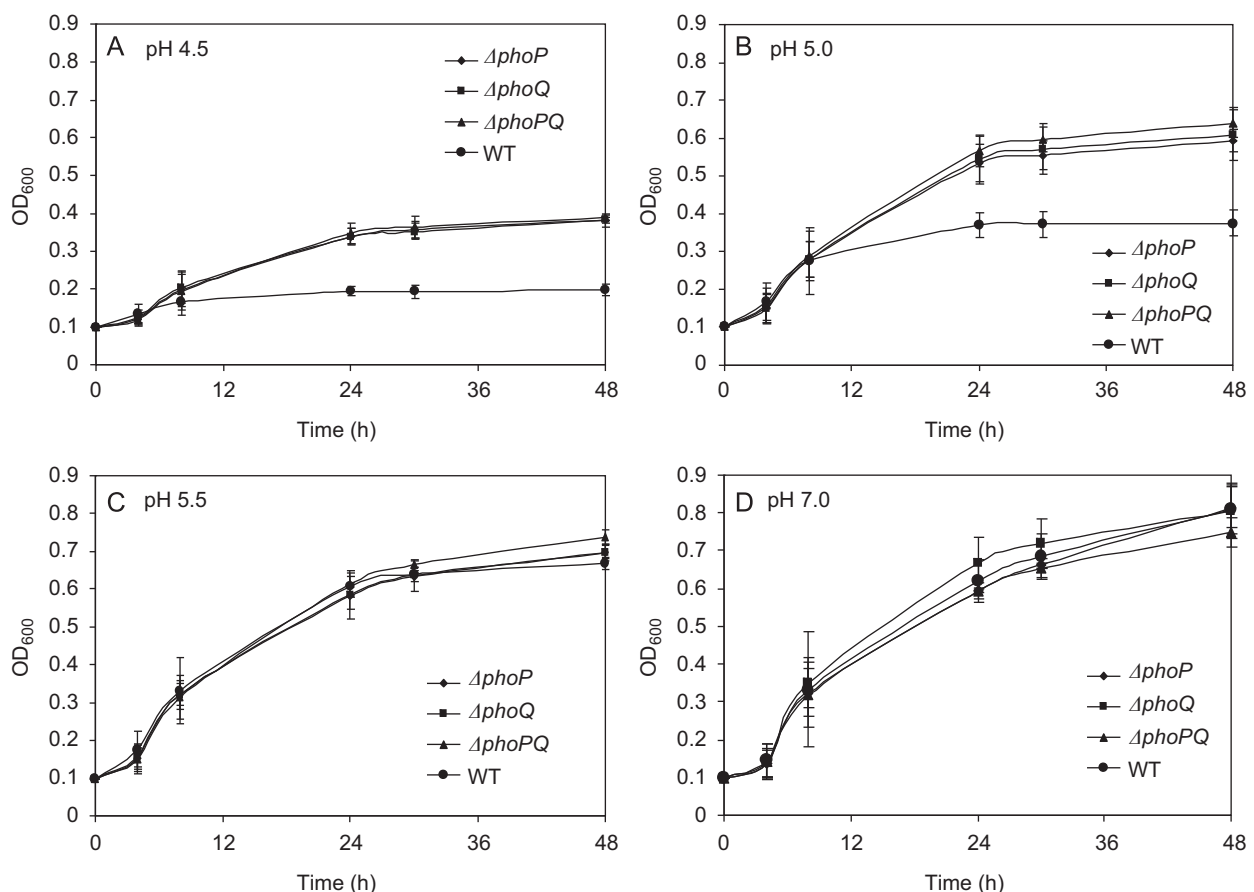 A pH 4.5
ΔphoP
ΔphoQ
ΔphoPQ
WT
OD600
0.9
0.8
0.7
0.6
0.5
0.4
0.3
0.2
0.1
0
0 12 24 36 48
Time (h)
B pH 5.0
ΔphoP
ΔphoQ
ΔphoPQ
WT
OD600
0.9
0.8
0.7
0.6
0.5
0.4
0.3
0.2
0.1
0
0 12 24 36 48
Time (h)
C pH 5.5
ΔphoP
ΔphoQ
ΔphoPQ
WT
OD600
0.9
0.8
0.7
0.6
0.5
0.4
0.3
0.2
0.1
0
0 12 24 36 48
Time (h)
D pH 7.0
ΔphoP
ΔphoQ
ΔphoPQ
WT
OD600
0.9
0.8
0.7
0.6
0.5
0.4
0.3
0.2
0.1
0
0 12 24 36 48
Time (h)